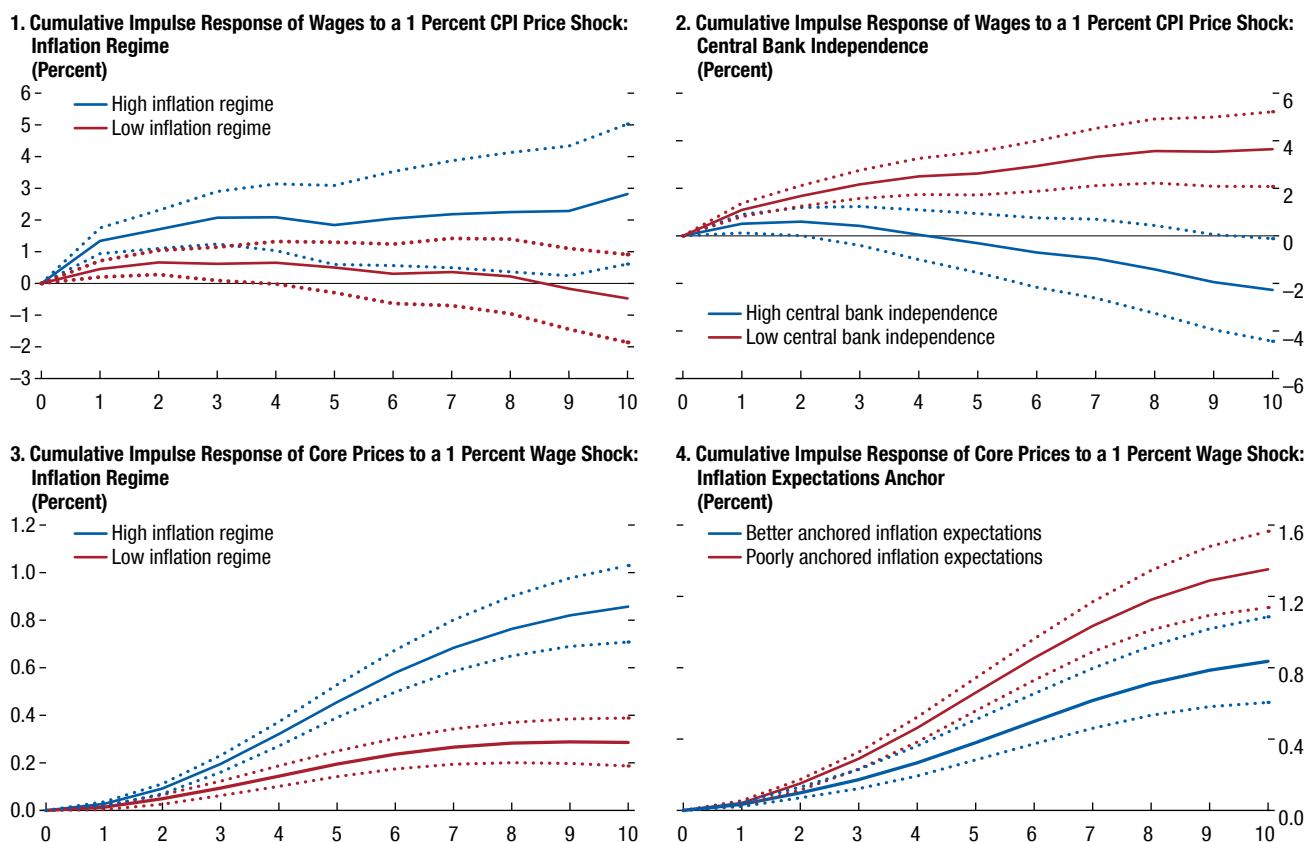 1. Cumulative Impulse Response of Wages to a 1 Percent CPI Price Shock:
Inflation Regime
(Percent)
6
High inflation regime
5
Low inflation regime
4
3
2
1
0
–1
–2
–3
0 1 2 3 4 5 6 7 8 9 10
2. Cumulative Impulse Response of Wages to a 1 Percent CPI Price Shock:
Central Bank Independence
(Percent)
6
4
2
0
–2
High central bank independence
Low central bank independence
–4
–6
0 1 2 3 4 5 6 7 8 9 10
3. Cumulative Impulse Response of Core Prices to a 1 Percent Wage Shock:
Inflation Regime
(Percent)
1.2
High inflation regime
Low inflation regime
1.0
0.8
0.6
0.4
0.2
0.0
0 1 2 3 4 5 6 7 8 9 10
4. Cumulative Impulse Response of Core Prices to a 1 Percent Wage Shock:
Inflation Expectations Anchor
(Percent)
Better anchored inflation expectations
1.6
Poorly anchored inflation expectations
1.2
0.8
0.4
0.0
0 1 2 3 4 5 6 7 8 9 10